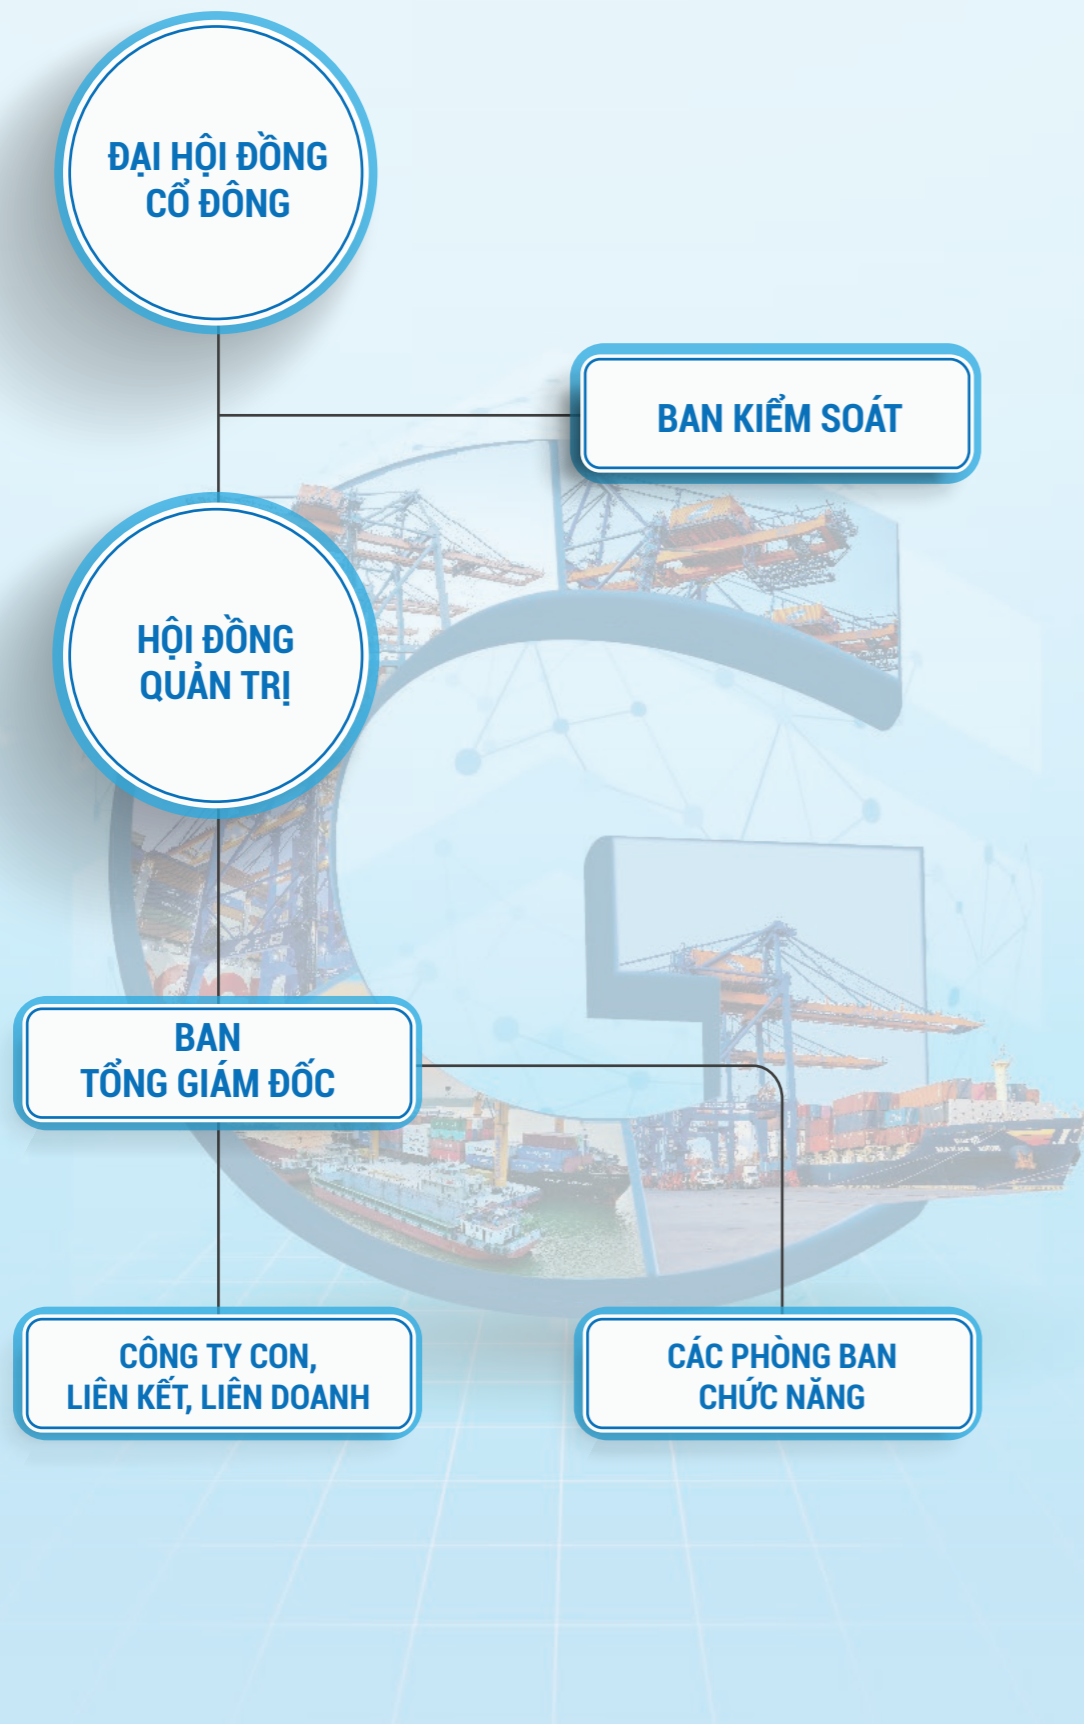 ĐẠI HỘI ĐỒNG
CỔ ĐÔNG
BAN KIỂM SOÁT
HỘI ĐỒNG
QUẢN TRỊ
BAN
TỔNG GIÁM ĐỐC
CÔNG TY CON,
LIÊN KẾT, LIÊN DOANH
CÁC PHÒNG BAN
CHỨC NĂNG